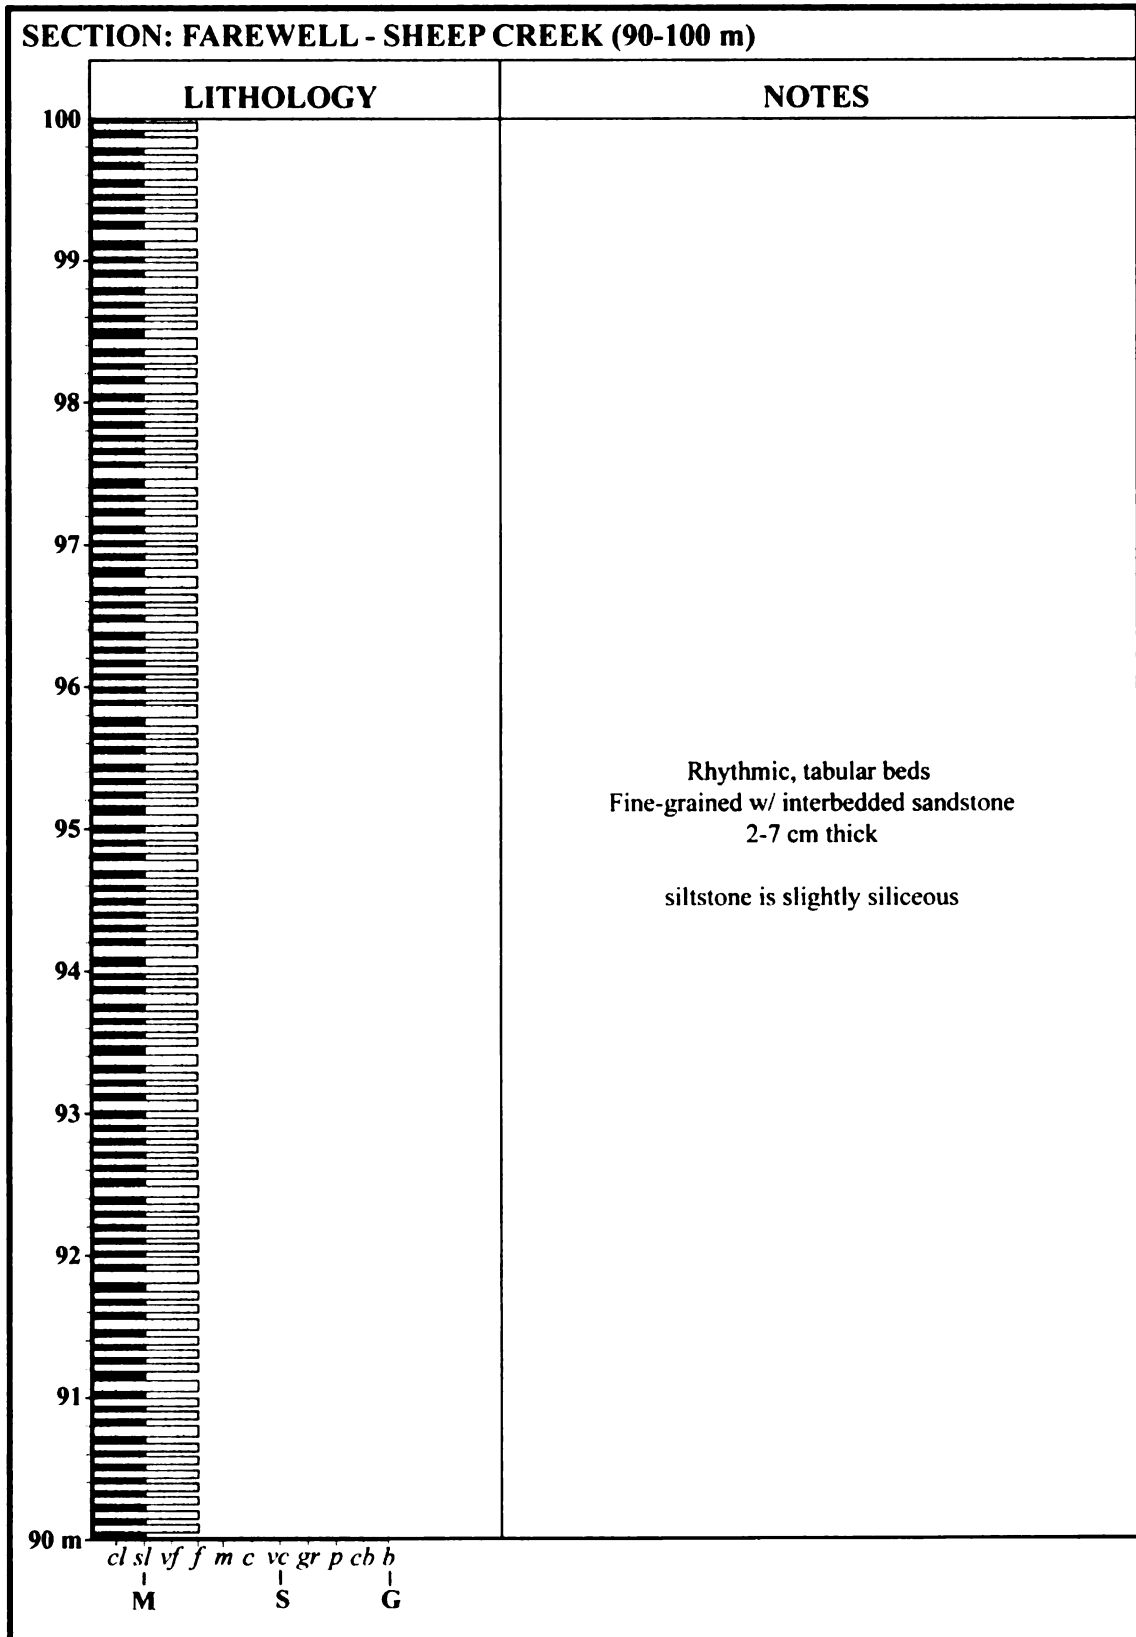 SECTION: FAREWELL - SHEEP CREEK (90-100 m)
LITHOLOGY
NOTES
100
99
98
97
96
95
94
93
92
91
90 m
Rhythmic, tabular beds
Fine-grained w/ interbedded sandstone
2-7 cm thick
siltstone is slightly siliceous
cl sl vf f m c vc gr p cb b
M S G